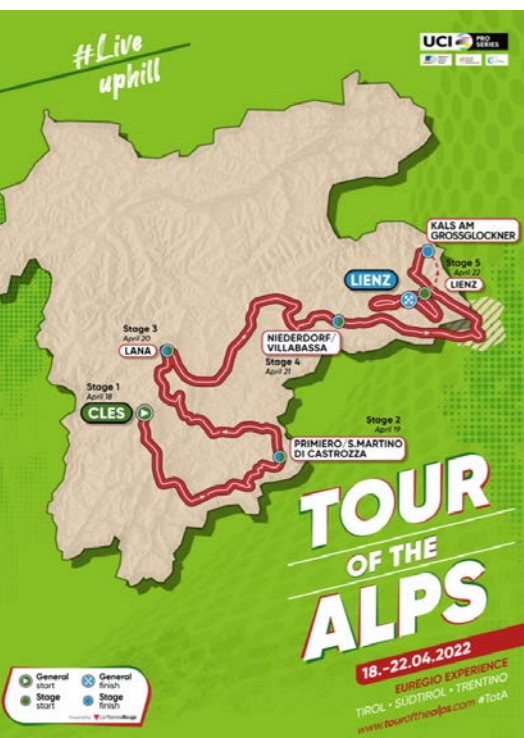 #Live
uphill
UCI PRO
SERIES
KALS AM
GROSSGLOCKNER
Stage 5
April 22
LIENZ
LIENZ
NIEDERDORF/
VILLABASSA
Stage 4
April 21
Stage 3
April 20
LANA
Stage 1
April 18
CLES
Stage 2
April 19
PRIMIERO/S.MARTINO
DI CASTROZZA
TOUR
OF THE
ALPS
18.-22.04.2022
EUREGIO EXPERIENCE
TIROL • SÜDTIROL • TRENTINO
www.tourofthealps.com #TotA
General
start
General
finish
Stage
start
Stage
finish
Powered by